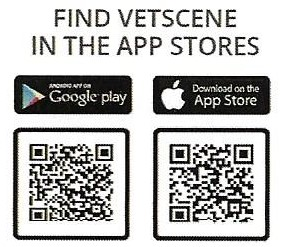 FIND VETSCENE
IN THE APP STORES
ANDROID APP ON
Google play
Download on the
App Store